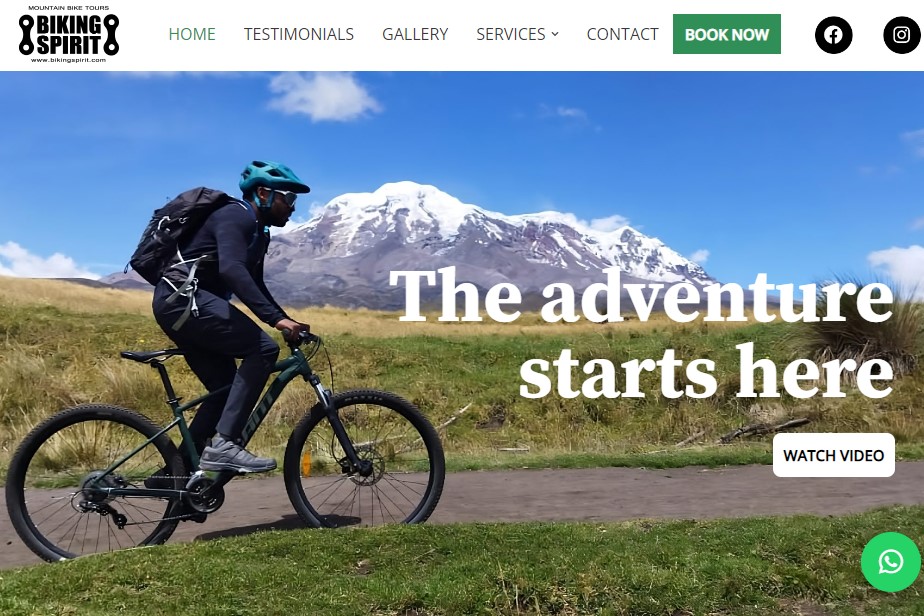 MOUNTAIN BIKE TOURS
BIKING
SPIRIT
www.bikingspirit.com
HOME TESTIMONIALS GALLERY SERVICES CONTACT BOOK NOW
The adventure
starts here
WATCH VIDEO